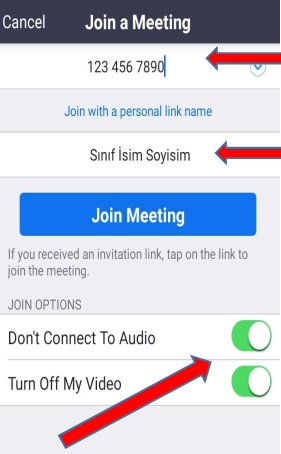 Cancel Join a Meeting
123 456 7890
Join with a personal link name
Sınıf İsim Soyisim
Join Meeting
If you received an invitation link, tap on the link to
join the meeting.
JOIN OPTIONS
Don't Connect To Audio
Turn Off My Video